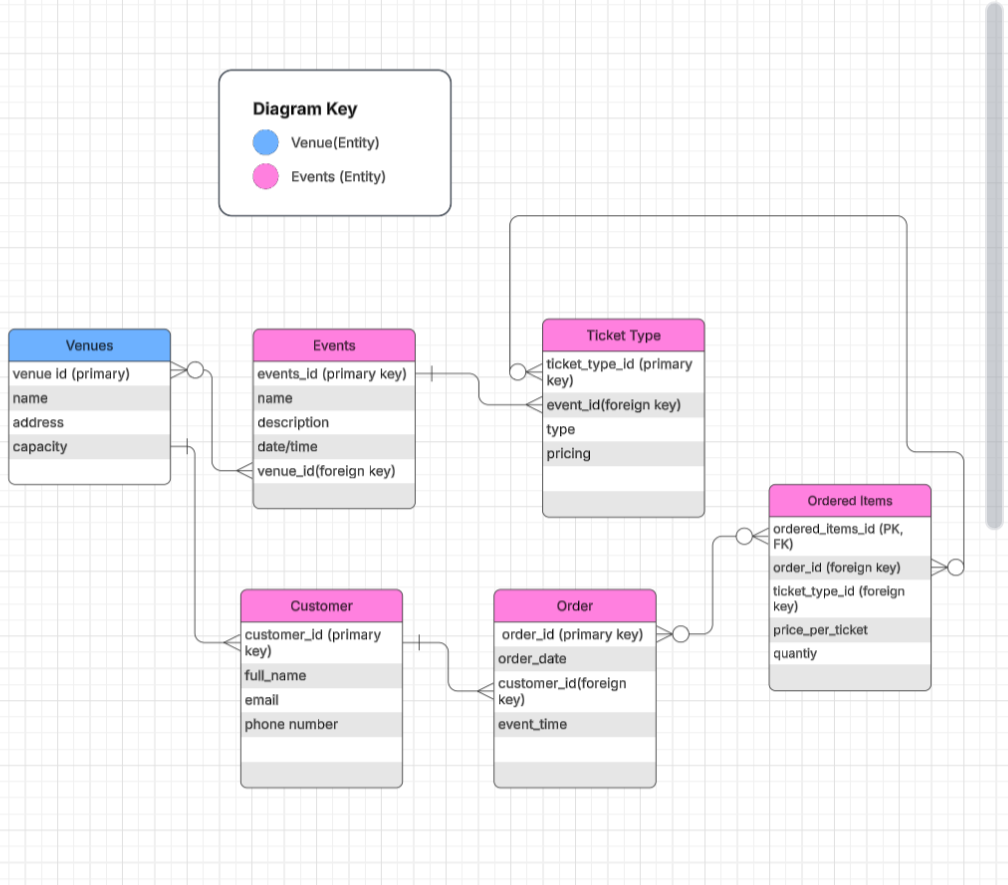 Diagram Key
Venue(Entity)
Events (Entity)
Venues
venue id (primary)
name
address
capacity
Events
events_id (primary key)
name
description
date/time
venue_id(foreign key)
Ticket Type
ticket_type_id (primary
key)
event_id(foreign key)
type
pricing
Ordered Items
ordered_items_id (PK,
FK)
order_id (foreign key)
ticket_type_id (foreign
key)
price_per_ticket
quantiy
Customer
customer_id (primary
key)
full_name
email
phone number
Order
order_id (primary key)
order_date
customer_id(foreign
key)
event_time